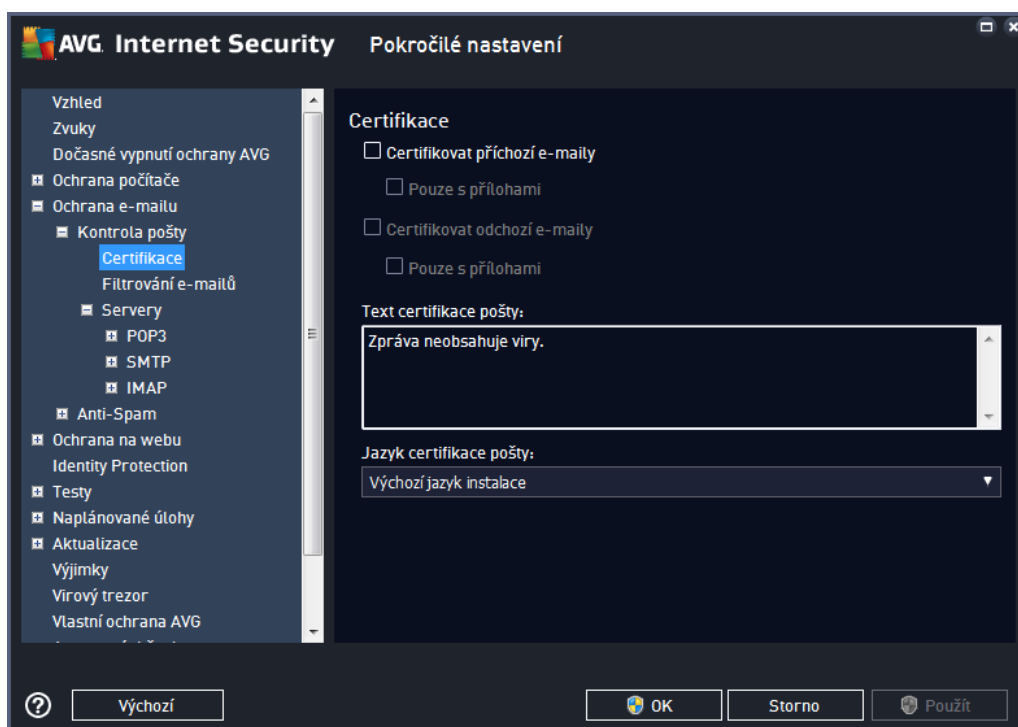 AVG. Internet Security Pokročilé nastavení
Vzhled
Zvuky
Dočasné vypnutí ochrany AVG
Ochrana počítače
Ochrana e-mailu
Kontrola pošty
Certifikace
Filtrování e-mailů
Servery
POP3
SMTP
IMAP
Anti-Spam
Ochrana na webu
Identity Protection
Testy
Naplánované úlohy
Aktualizace
Výjimky
Virový trezor
Vlastní ochrana AVG
Certifikace
Certifikovat příchozí e-maily
Pouze s přílohami
Certifikovat odchozí e-maily
Pouze s přílohami
Text certifikace pošty:
Zpráva neobsahuje viry.
Jazyk certifikace pošty:
Výchozí jazyk instalace
Výchozí
OK
Storno
Použít